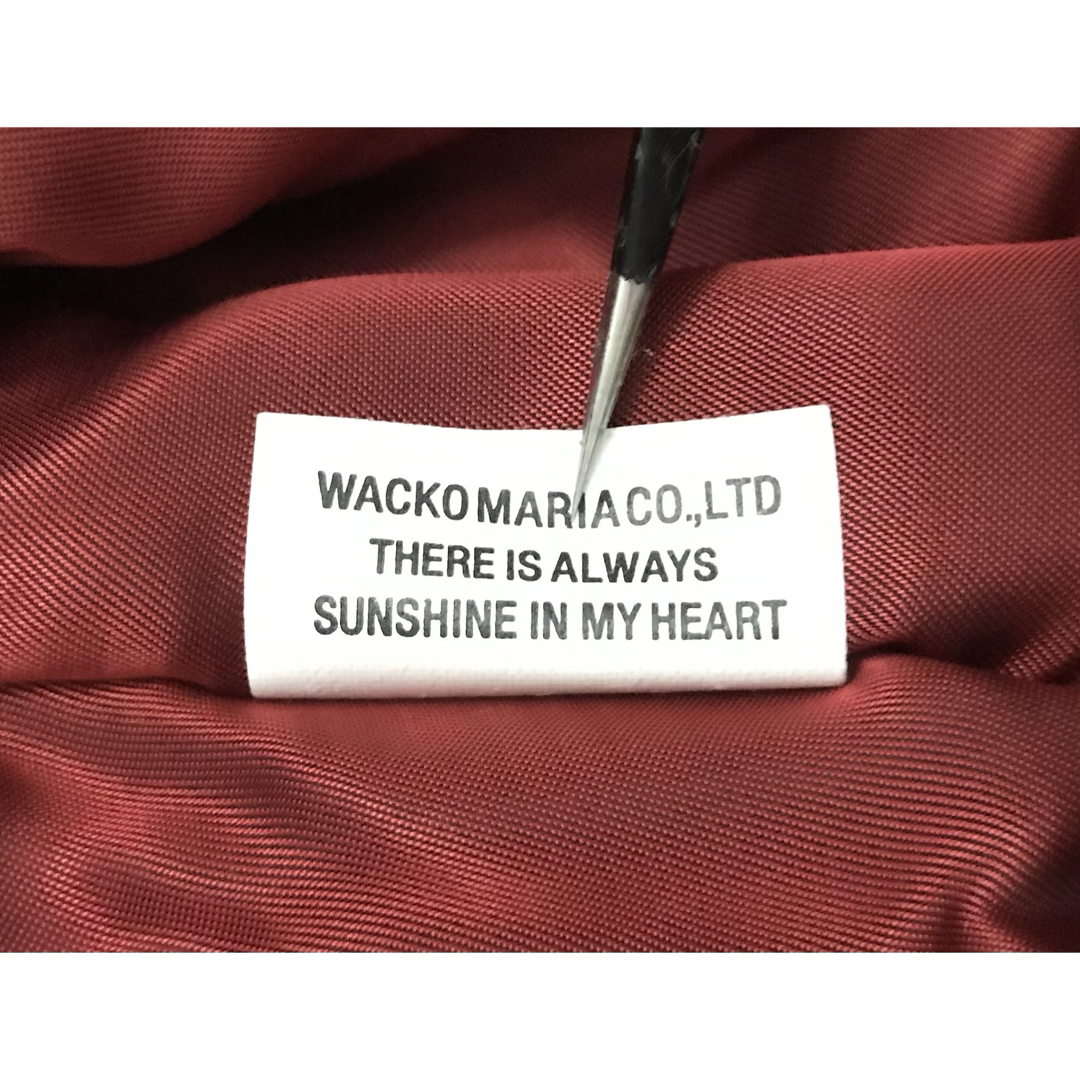 WACKO MARIA CO.,LTD
THERE IS ALWAYS
SUNSHINE IN MY HEART